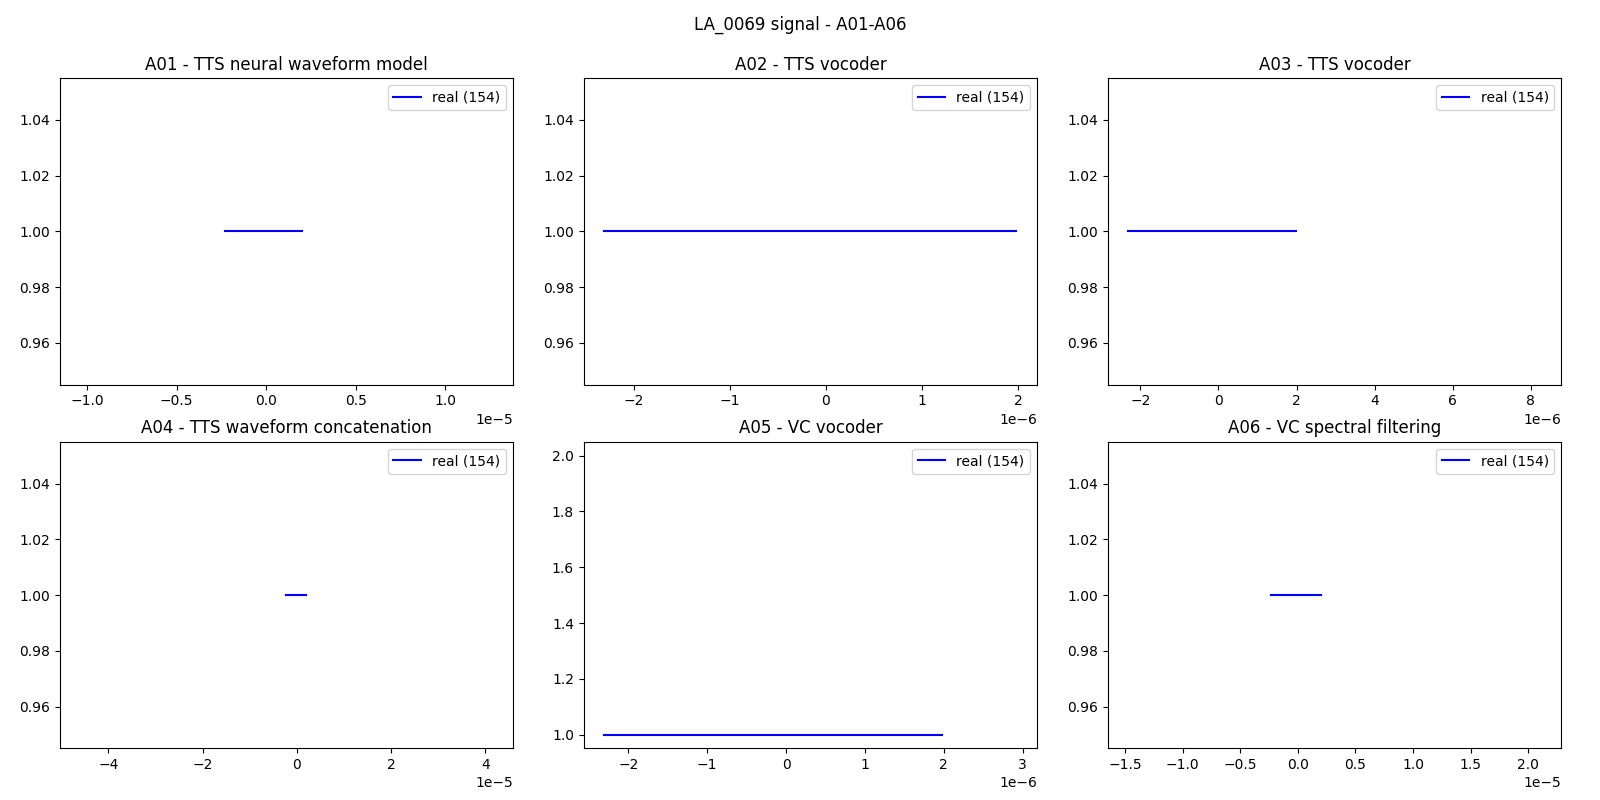 LA_0069 signal - A01-A06
A01 - TTS neural waveform model
real (154)
1.04
1.02
1.00
0.98
0.96
−1.0 −0.5 0.0 0.5 1.0
1e−5
A02 - TTS vocoder
real (154)
1.04
1.02
1.00
0.98
0.96
−2 −1 0 1 2
1e−6
A03 - TTS vocoder
real (154)
1.04
1.02
1.00
0.98
0.96
−2 0 2 4 6 8
1e−6
A04 - TTS waveform concatenation
real (154)
1.04
1.02
1.00
0.98
0.96
−4 −2 0 2 4
1e−5
A05 - VC vocoder
real (154)
2.0
1.8
1.6
1.4
1.2
1.0
−2 −1 0 1 2 3
1e−6
A06 - VC spectral filtering
real (154)
1.04
1.02
1.00
0.98
0.96
−1.5 −1.0 −0.5 0.0 0.5 1.0 1.5 2.0
1e−5